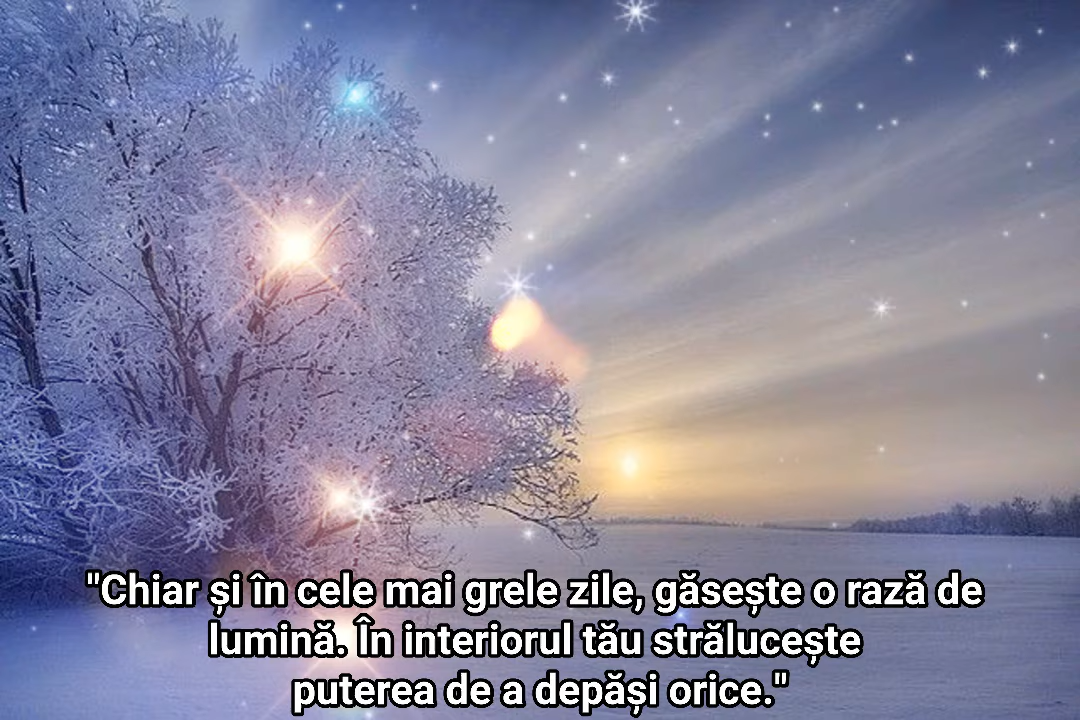 "Chiar și în cele mai grele zile, găsește o rază de
lumină. În interiorul tău strălucește
puterea de a depăși orice."